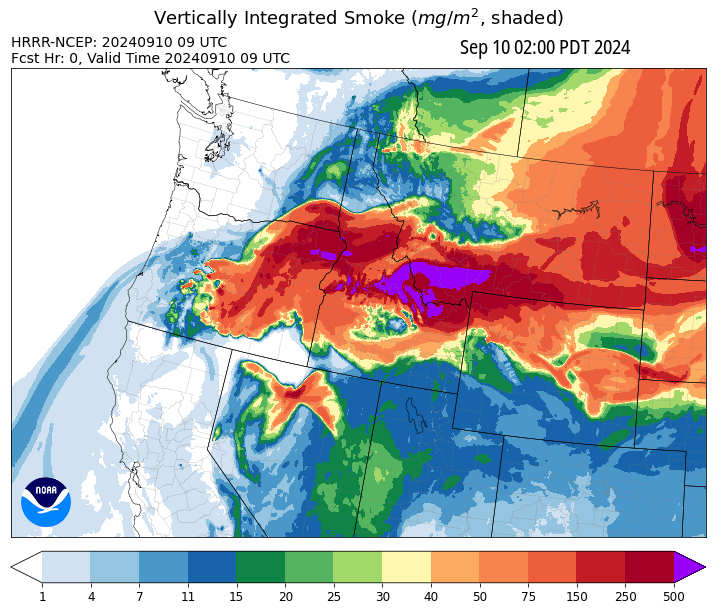 Vertically Integrated Smoke (mg/m², shaded)
HRRR-NCEP: 20240910 09 UTC
Fcst Hr: 0, Valid Time 20240910 09 UTC
Sep 10 02:00 PDT 2024
NOAA
1 4 7 11 15 20 25 30 40 50 75 150 250 500